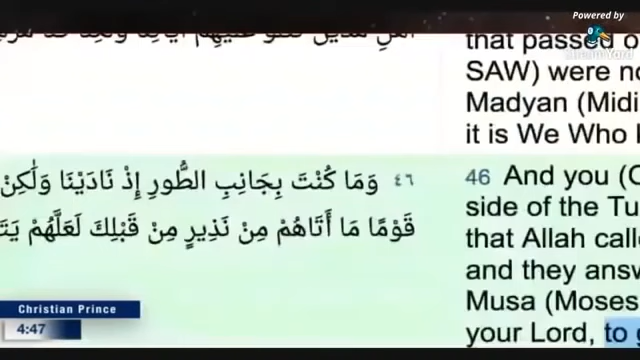 Powered by
that passed o
SAW) were no
Madyan (Midi
it is We Who
٤٦ وَمَا كُنْتَ بِجَانِبِ الطُّورِ إِذْ نَادَيْنَا وَلَٰكِنْ
قَوْمًا مَا أَتَاهُمْ مِنْ نَذِيرٍ مِنْ قَبْلِكَ لَعَلَّهُمْ
46 And you (
side of the Tu
that Allah calle
and they answ
Musa (Moses
your Lord, to g
Christian Prince
4:47